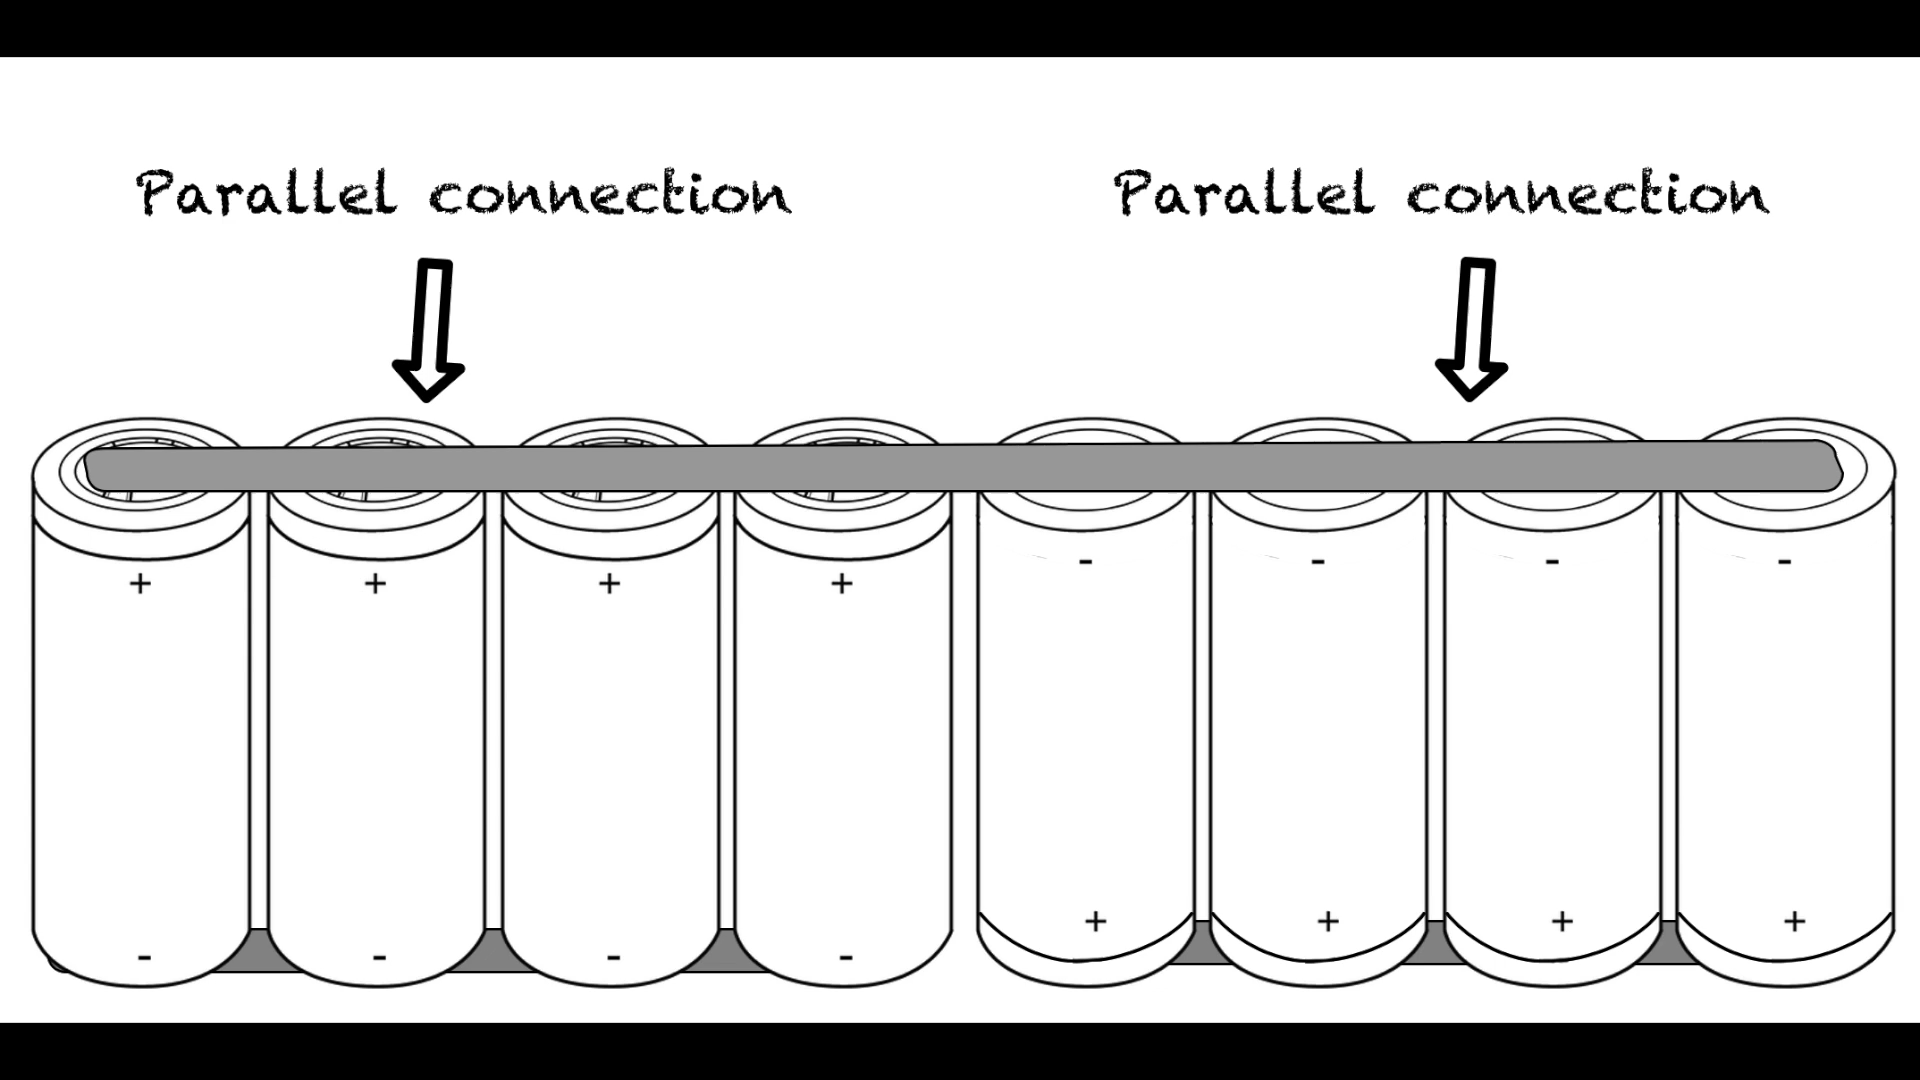 Parallel connection Parallel connection
+ + + + - - - -
- - - - + + + +